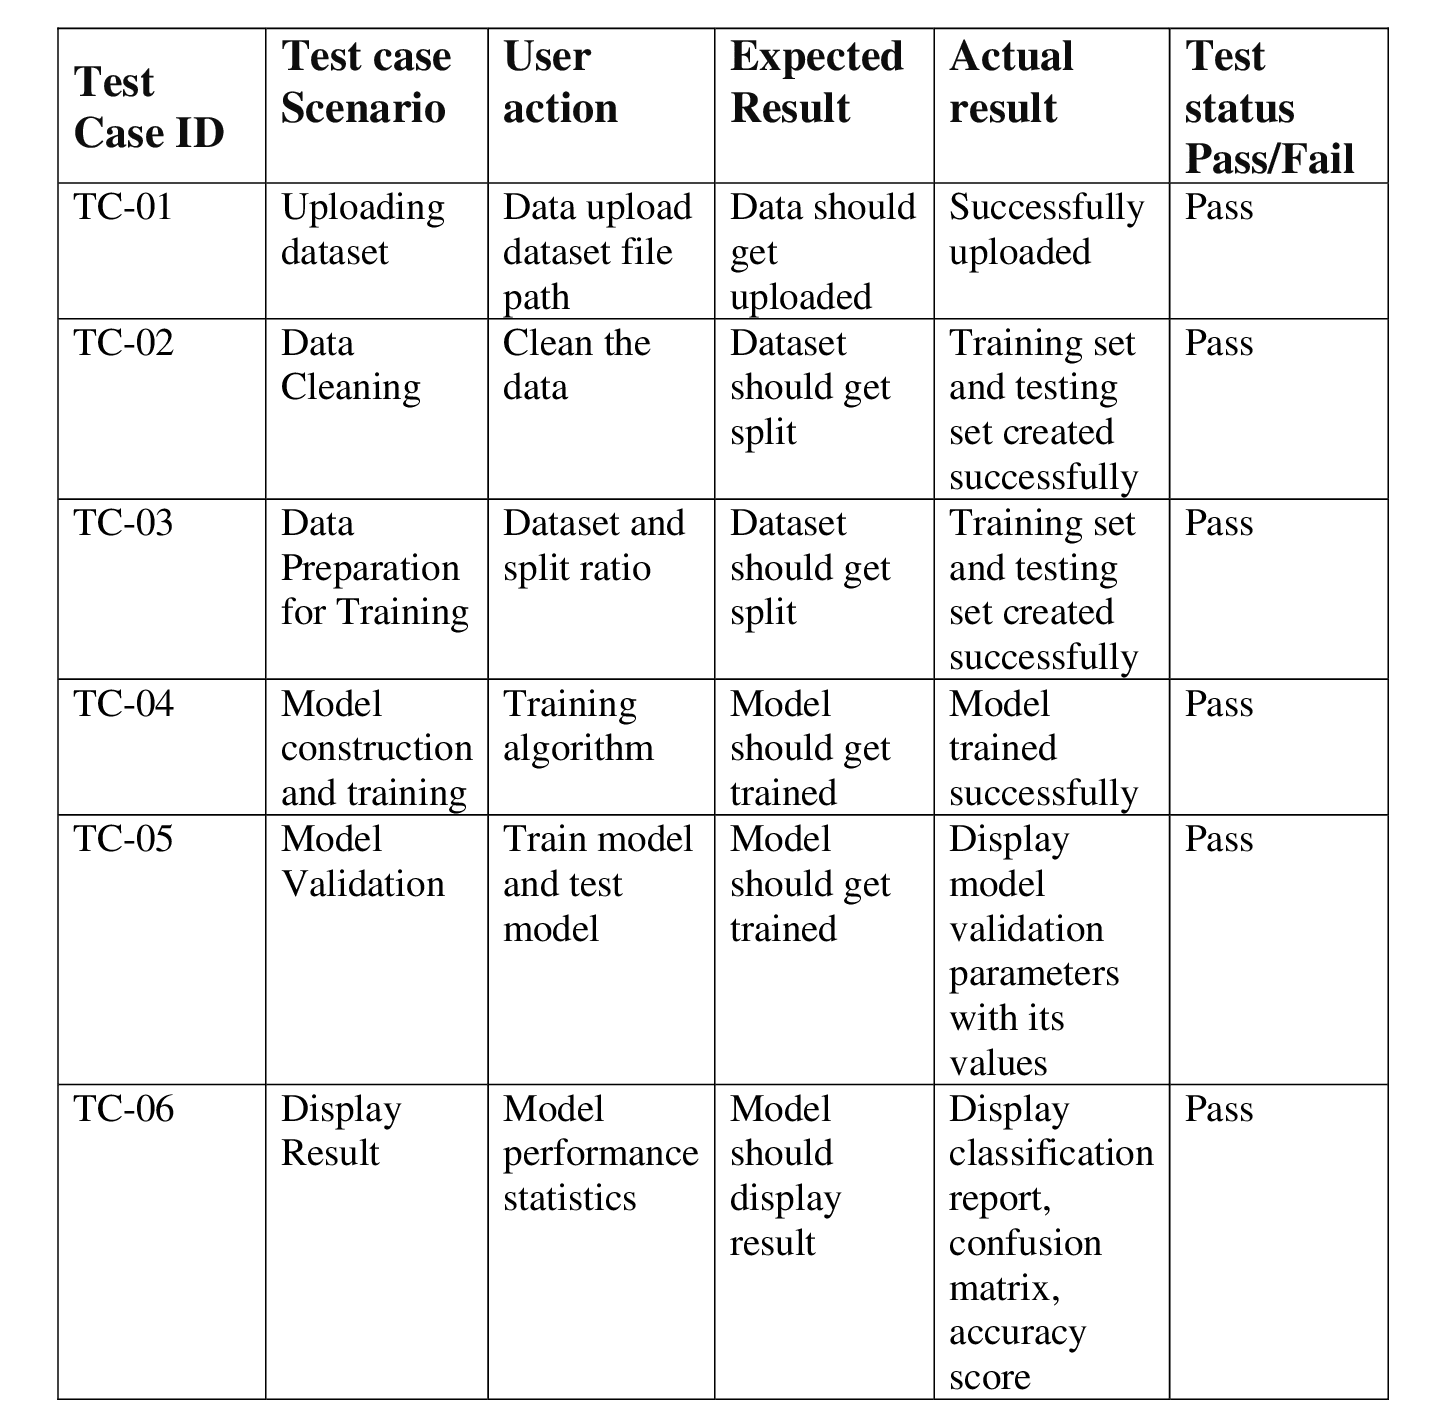 Test
Case ID
Test case
Scenario
User
action
Expected
Result
Actual
result
Test
status
Pass/Fail
TC-01
Uploading
dataset
Data upload
dataset file
path
Data should
get
uploaded
Successfully
uploaded
Pass
TC-02
Data
Cleaning
Clean the
data
Dataset
should get
split
Training set
and testing
set created
successfully
Pass
TC-03
Data
Preparation
for Training
Dataset and
split ratio
Dataset
should get
split
Training set
and testing
set created
successfully
Pass
TC-04
Model
construction
and training
Training
algorithm
Model
should get
trained
Model
trained
successfully
Pass
TC-05
Model
Validation
Train model
and test
model
Model
should get
trained
Display
model
validation
parameters
with its
values
Pass
TC-06
Display
Result
Model
performance
statistics
Model
should
display
result
Display
classification
report,
confusion
matrix,
accuracy
score
Pass